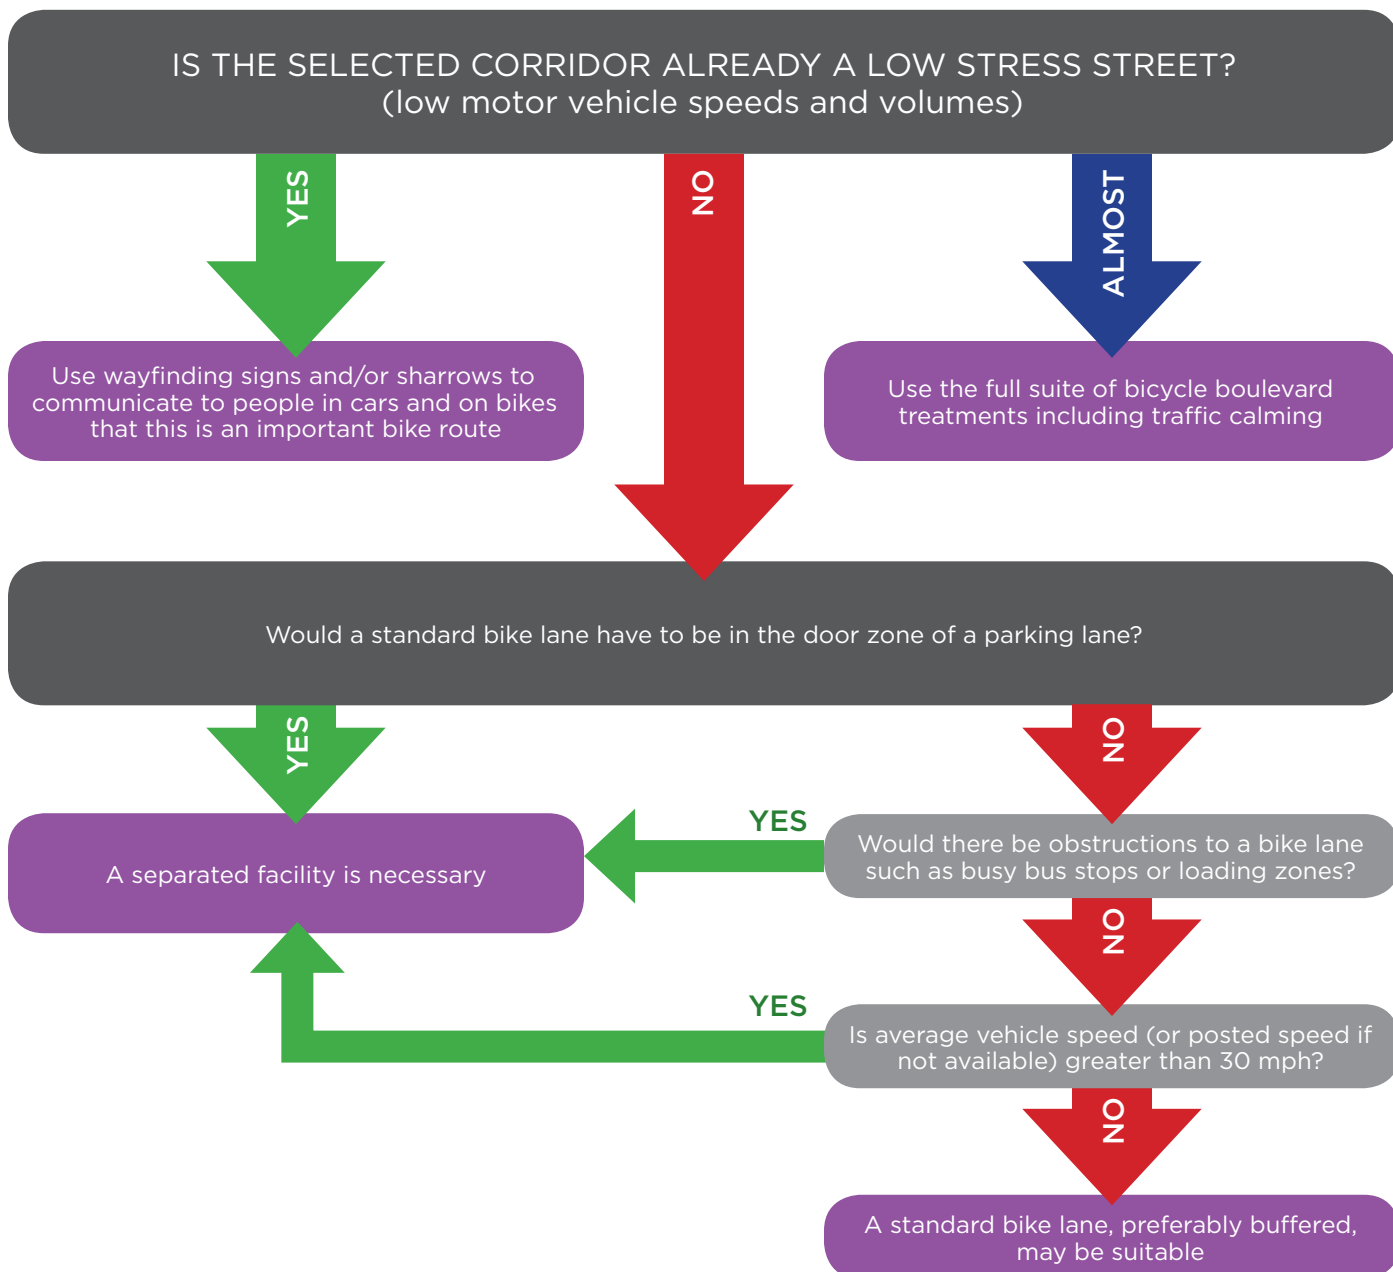 IS THE SELECTED CORRIDOR ALREADY A LOW STRESS STREET?
(low motor vehicle speeds and volumes)
YES
NO
ALMOST
Use wayfinding signs and/or sharrows to
communicate to people in cars and on bikes
that this is an important bike route
Use the full suite of bicycle boulevard
treatments including traffic calming
Would a standard bike lane have to be in the door zone of a parking lane?
YES
NO
A separated facility is necessary
YES
Would there be obstructions to a bike lane
such as busy bus stops or loading zones?
NO
YES
Is average vehicle speed (or posted speed if
not available) greater than 30 mph?
NO
A standard bike lane, preferably buffered,
may be suitable